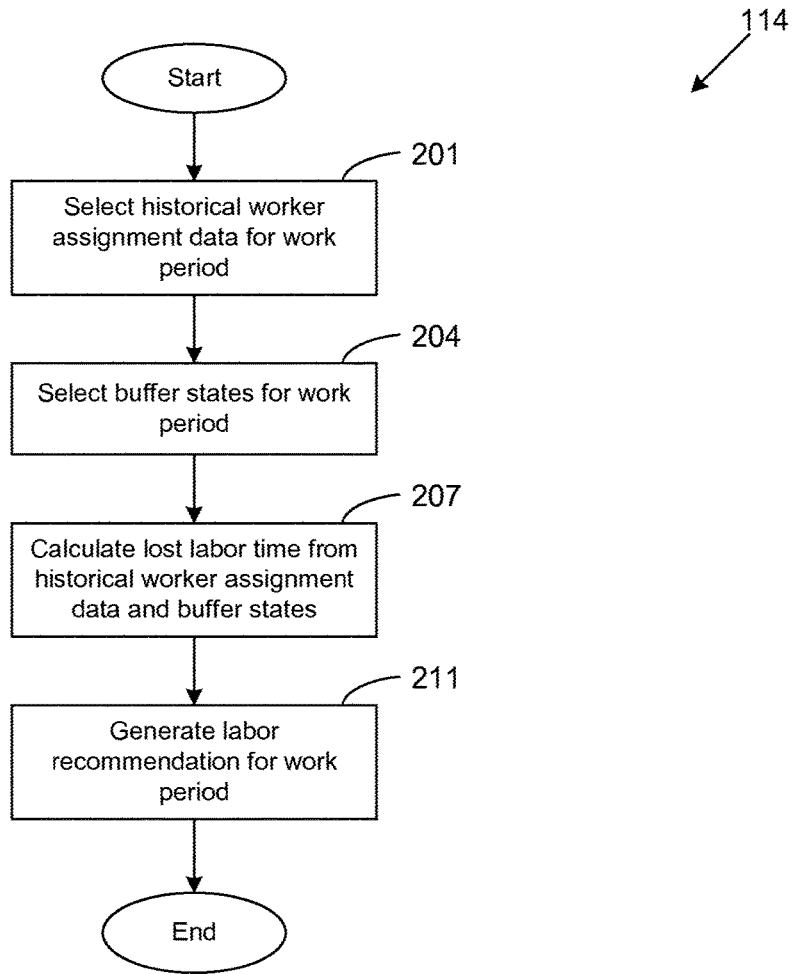 114
Start
201
Select historical worker
assignment data for work
period
204
Select buffer states for work
period
207
Calculate lost labor time from
historical worker assignment
data and buffer states
211
Generate labor
recommendation for work
period
End